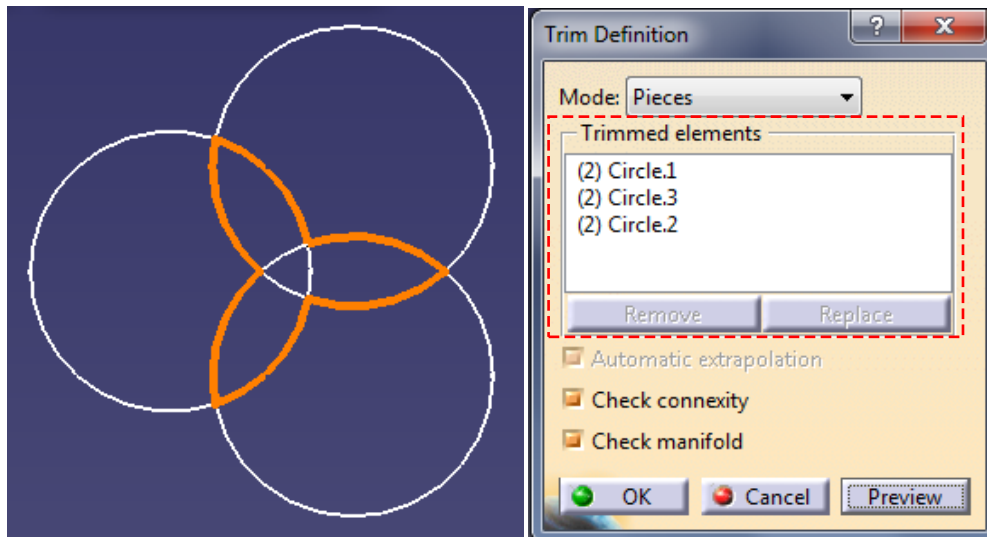 Trim Definition
?
X
Mode: Pieces
Trimmed elements
(2) Circle.1
(2) Circle.3
(2) Circle.2
Remove Replace
Automatic extrapolation
Check connexity
Check manifold
OK Cancel Preview